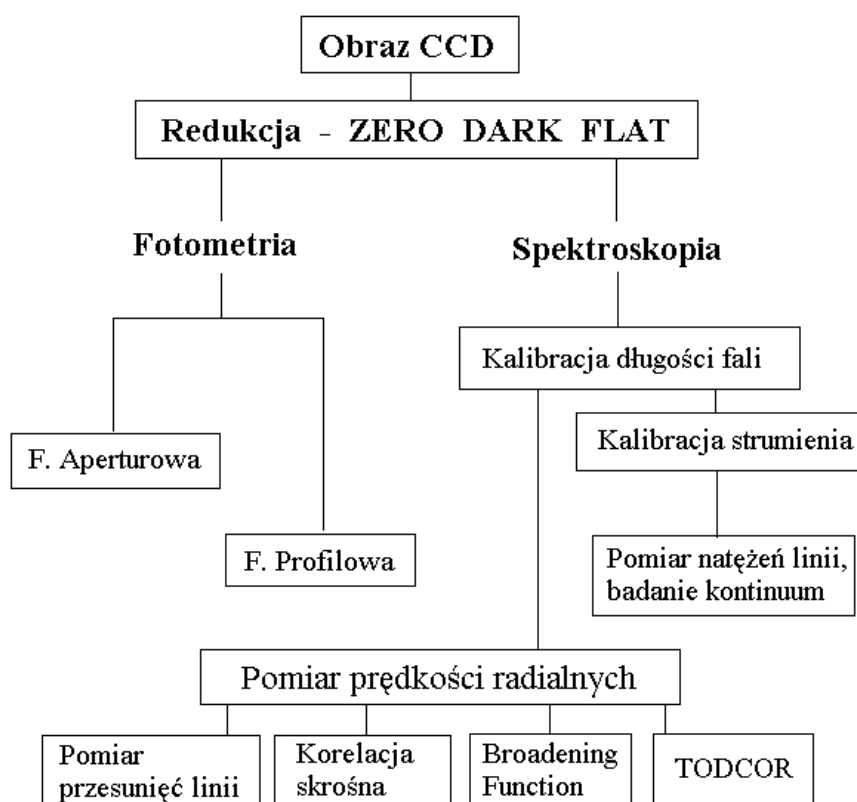 Obraz CCD
Redukcja - ZERO DARK FLAT
Fotometria
Spektroskopia
Kalibracja długości fali
Kalibracja strumienia
F. Aperturowa
F. Profilowa
Pomiar natężeń linii,
badanie kontinuum
Pomiar prędkości radialnych
Pomiar
przesunięć linii
Korelacja
skrośna
Broadening
Function
TODCOR